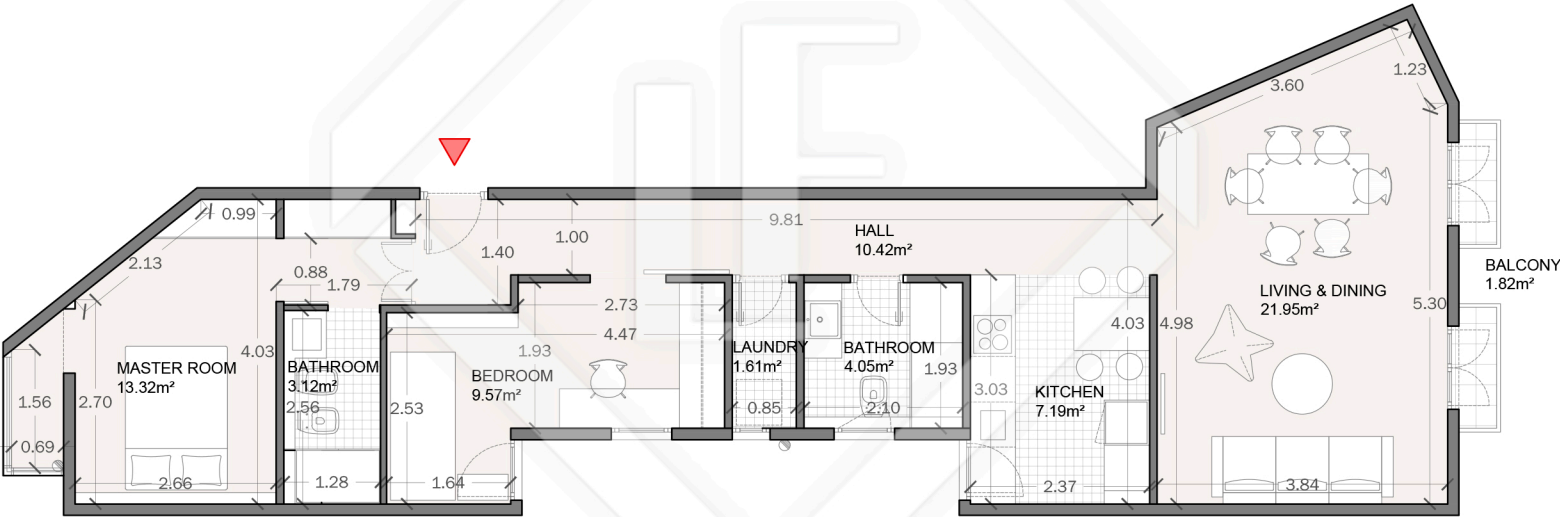 0.99
2.13
0.88
1.79
1.40
1.00
9.81
HALL
10.42m²
3.60
1.23
BALCONY
1.82m²
LIVING & DINING
21.95m²
5.30
4.98
4.03
4.03
2.73
4.47
1.93
MASTER ROOM
13.32m²
BATHROOM
3.12m²
2.56
BEDROOM
9.57m²
LAUNDRY
1.61m²
BATHROOM
4.05m²
1.93
KITCHEN
7.19m²
3.03
1.56
2.70
2.53
0.85
2.10
0.69
2.66
1.28
1.64
2.37
3.84